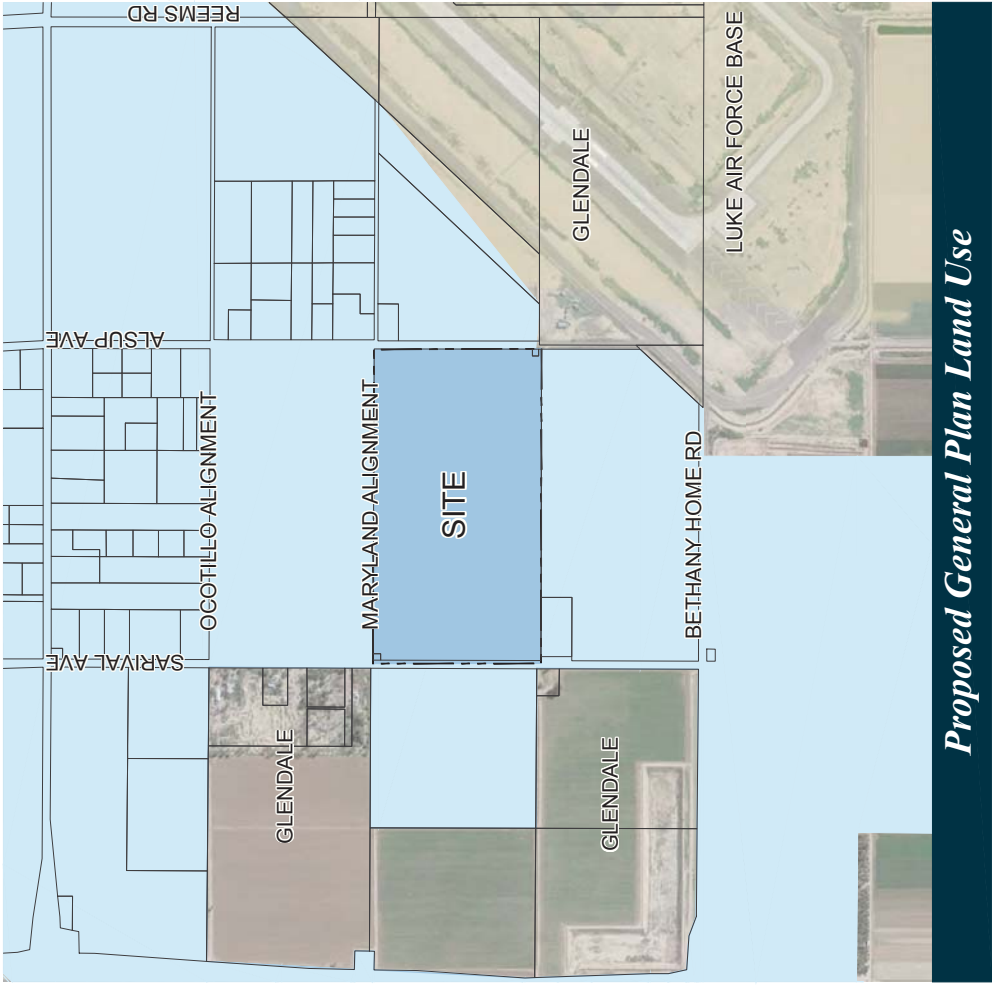 REEMS RD
LUKE AIR FORCE BASE
GLENDALE
ALSUP AVE
OCOTILLO ALIGNMENT
MARYLAND ALIGNMENT
SITE
BETHANY HOME RD
SARIVAL AVE
GLENDALE
GLENDALE
Proposed General Plan Land Use